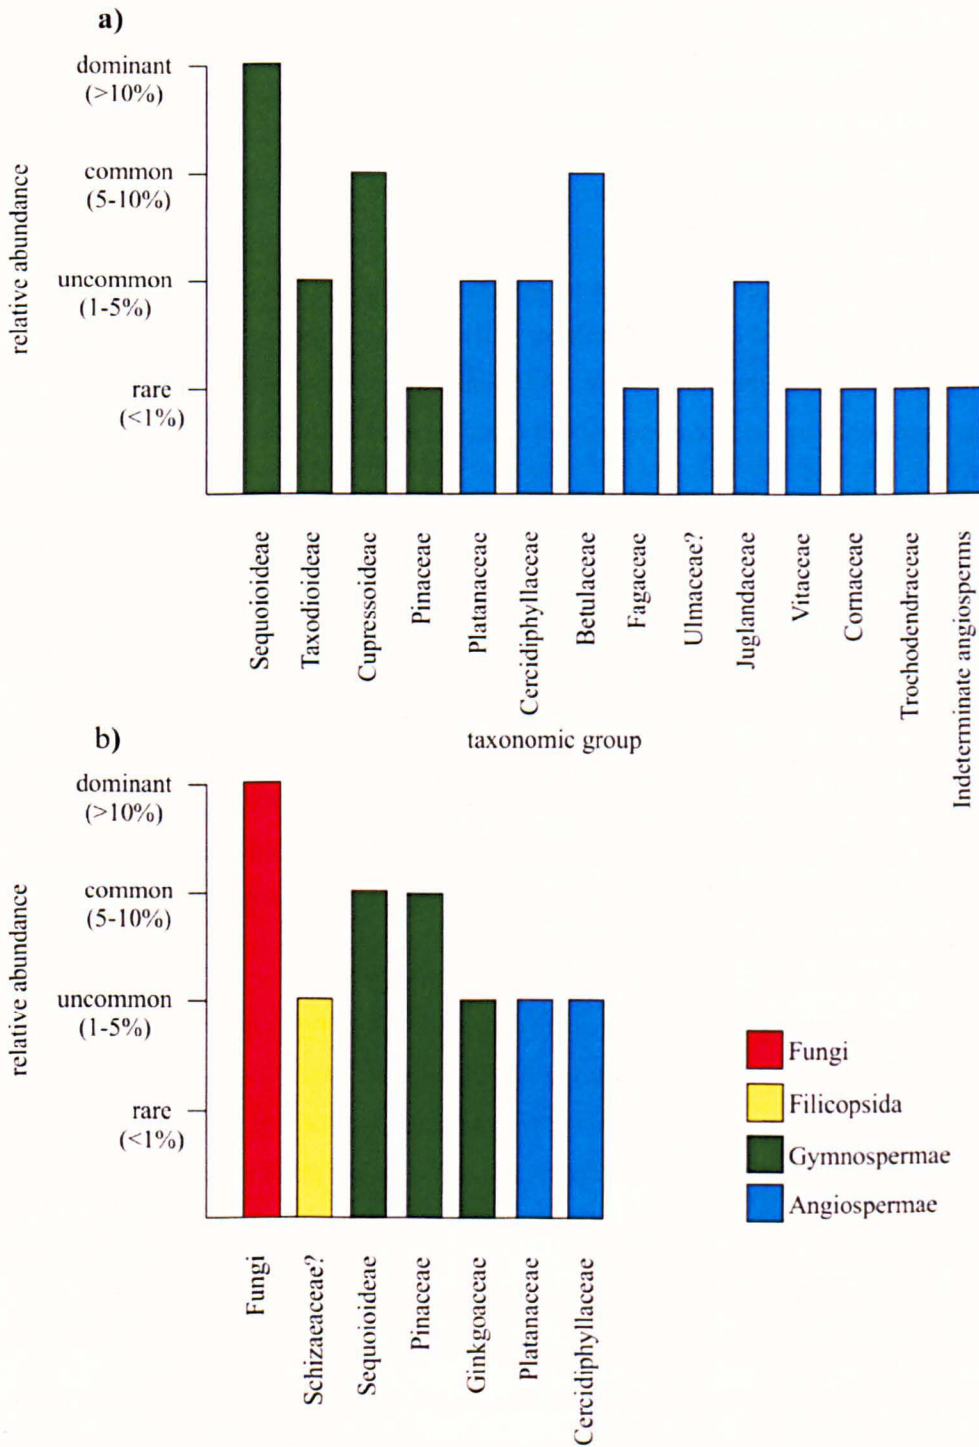 a)
relative abundance
dominant
(>10%)
common
(5-10%)
uncommon
(1-5%)
rare
(<1%)
Sequoioideae
Taxodioideae
Cupressoideae
Pinaceae
Platanaceae
Cercidiphyllaceae
Betulaceae
Fagaceae
Ulmaceae?
Juglandaceae
Vitaceae
Cornaceae
Trochodendraceae
Indeterminate angiosperms
taxonomic group
b)
relative abundance
dominant
(>10%)
common
(5-10%)
uncommon
(1-5%)
rare
(<1%)
Fungi
Schizaeaceae?
Sequoioideae
Pinaceae
Ginkgoaceae
Platanaceae
Cercidiphyllaceae
Fungi
Filicopsida
Gymnospermae
Angiospermae